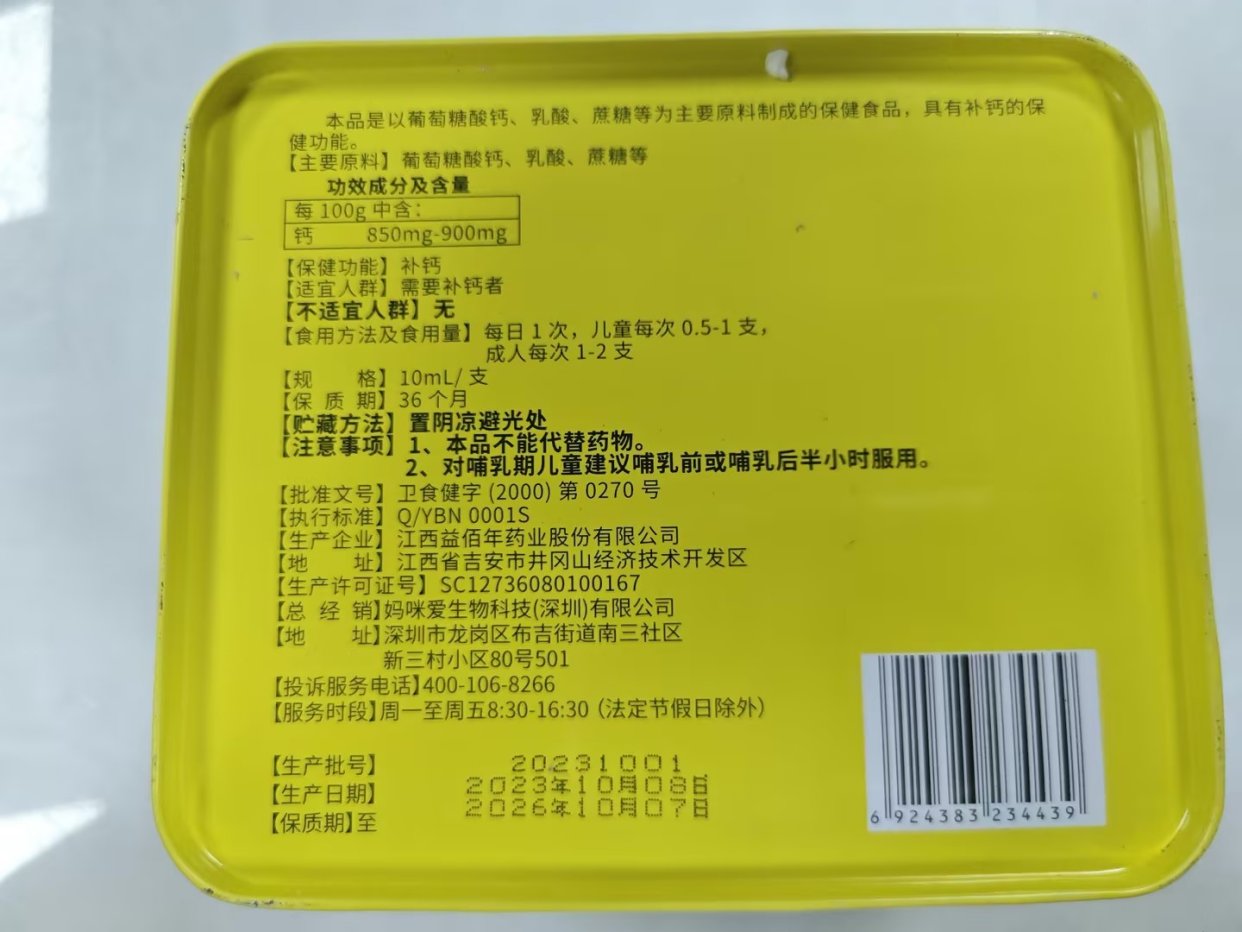 本品是以葡萄糖酸钙、乳酸、蔗糖等为主要原料制成的保健食品，具有补钙的保
健功能。
【主要原料】葡萄糖酸钙、乳酸、蔗糖等
功效成分及含量
每 100g 中含：
钙 850mg-900mg
【保健功能】补钙
【适宜人群】需要补钙者
【不适宜人群】无
【食用方法及食用量】每日 1 次，儿童每次 0.5-1 支，
成人每次 1-2 支
【规 格】10mL/ 支
【保 质 期】36 个月
【贮藏方法】置阴凉避光处
【注意事项】1、本品不能代替药物。
2、对哺乳期儿童建议哺乳前或哺乳后半小时服用。
【批准文号】卫食健字 (2000) 第 0270 号
【执行标准】Q/YBN 0001S
【生产企业】江西益佰年药业股份有限公司
【地 址】江西省吉安市井冈山经济技术开发区
【生产许可证号】SC12736080100167
【总 经 销】妈咪爱生物科技(深圳)有限公司
【地 址】深圳市龙岗区布吉街道南三社区
新三村小区80号501
【投诉服务电话】400-106-8266
【服务时段】周一至周五8:30-16:30（法定节假日除外）
【生产批号】 20231001
【生产日期】 2023年10月08日
【保质期】至 2026年10月07日
6 924383 234439